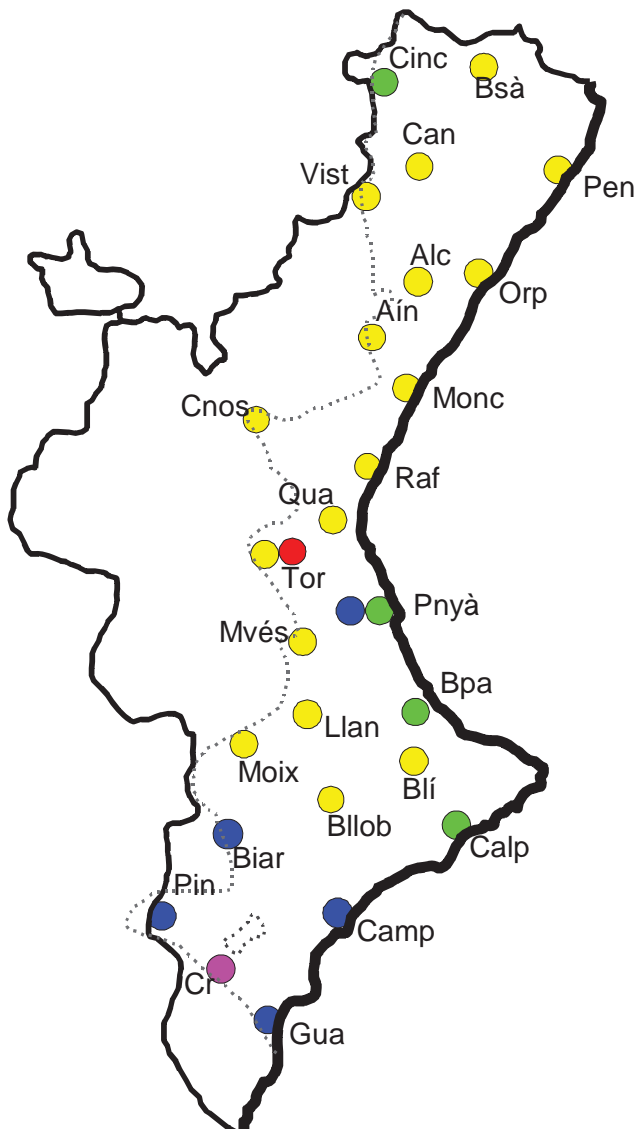 Cinc
Bsà
Can
Vist
Pen
Alc
Orp
Aín
Monc
Cnos
Raf
Qua
Tor
Pnyà
Mvés
Bpa
Llan
Moix
Blí
Bllob
Calp
Biar
Pin
Camp
Cr
Gua